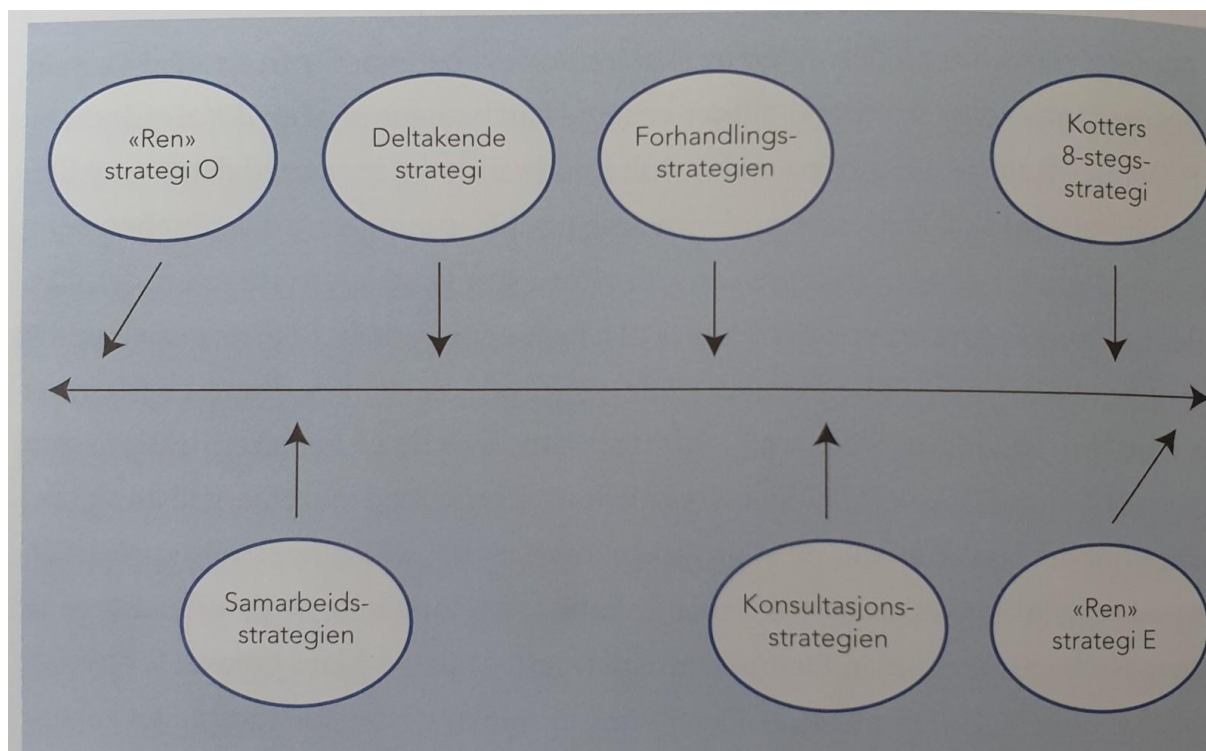 «Ren»
strategi O
Deltakende
strategi
Forhandlings-
strategien
Kotters
8-stegs-
strategi
Samarbeids-
strategien
Konsultasjons-
strategien
«Ren»
strategi E